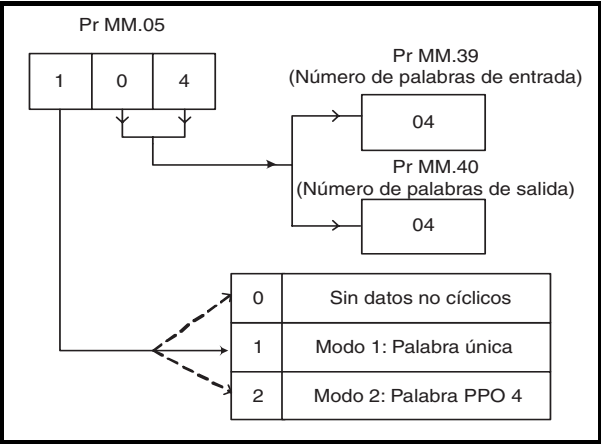 Pr MM.05
1 0 4
Pr MM.39
(Número de palabras de entrada)
04
Pr MM.40
(Número de palabras de salida)
04
0 Sin datos no cíclicos
1 Modo 1: Palabra única
2 Modo 2: Palabra PPO 4